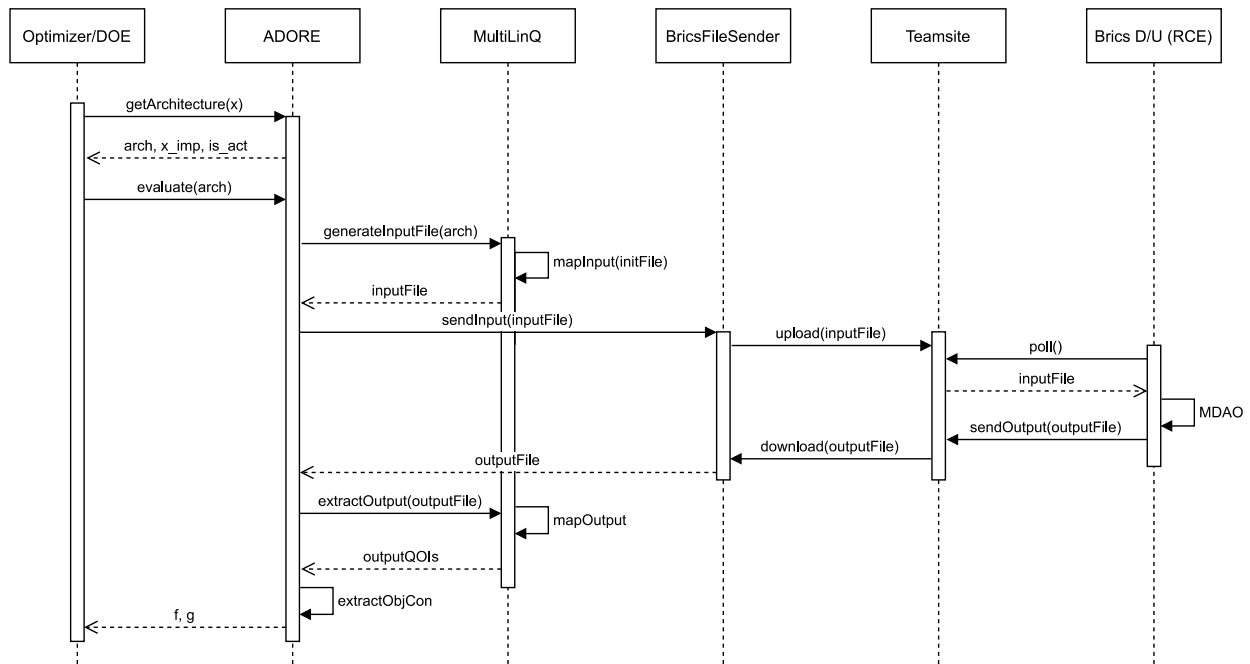 Optimizer/DOE
ADORE
MultiLinQ
BricsFileSender
Teamsite
Brics D/U (RCE)
getArchitecture(x)
arch, x_imp, is_act
evaluate(arch)
generateInputFile(arch)
mapInput(initFile)
inputFile
sendInput(inputFile)
upload(inputFile)
poll()
inputFile
MDAO
sendOutput(outputFile)
download(outputFile)
outputFile
extractOutput(outputFile)
mapOutput
outputQOIs
extractObjCon
f, g